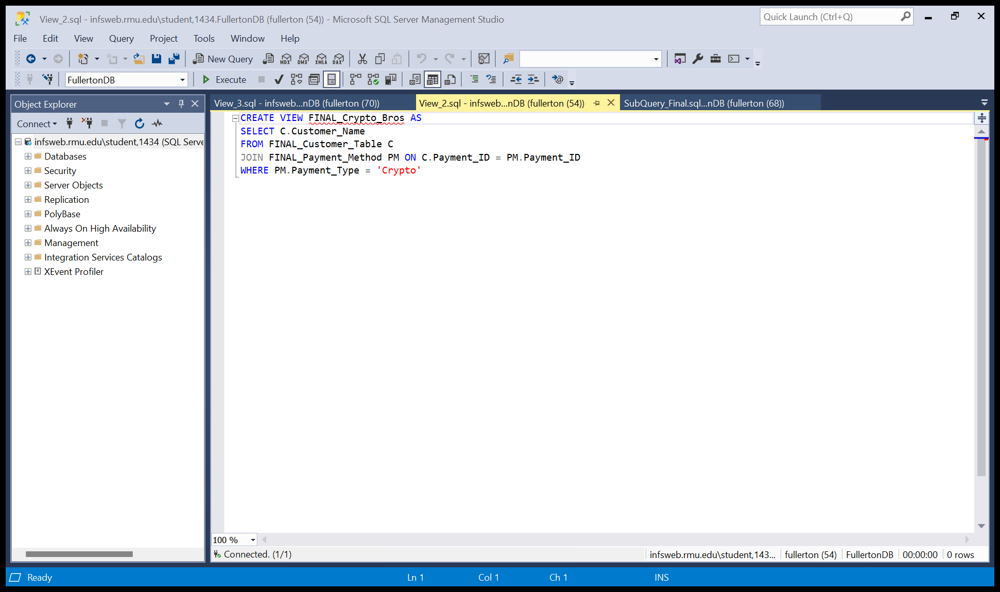 View_2.sql - infsweb.rmu.edu\student,1434.FullertonDB (fullerton (54)) - Microsoft SQL Server Management Studio
Quick Launch (Ctrl+Q)
File Edit View Query Project Tools Window Help
New Query MDX DMX XMLA DAX
FullertonDB Execute
Object Explorer
View_3.sql - infsweb...nDB (fullerton (70)) View_2.sql - infsweb...nDB (fullerton (54)) SubQuery_Final.sql...nDB (fullerton (68))
Connect
infsweb.rmu.edu\student,1434 (SQL Serve
Databases
Security
Server Objects
Replication
PolyBase
Always On High Availability
Management
Integration Services Catalogs
XEvent Profiler
CREATE VIEW FINAL_Crypto_Bros AS
SELECT C.Customer_Name
FROM FINAL_Customer_Table C
JOIN FINAL_Payment_Method PM ON C.Payment_ID = PM.Payment_ID
WHERE PM.Payment_Type = 'Crypto'
100 %
Connected. (1/1) infsweb.rmu.edu\student,143... fullerton (54) FullertonDB 00:00:00 0 rows
Ready Ln 1 Col 1 Ch 1 INS